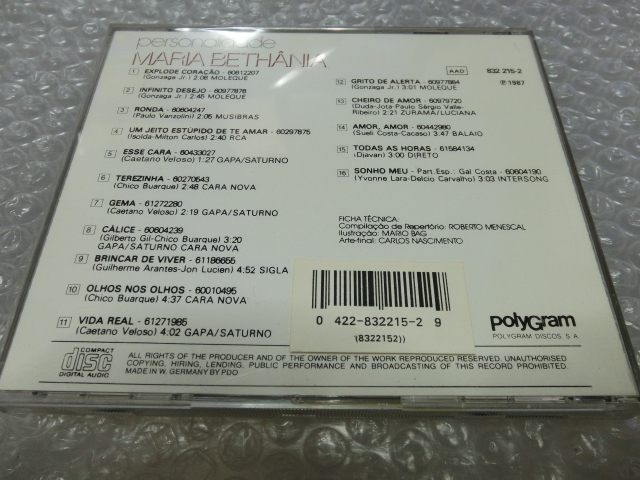 personalidade
MARIA BETHÂNIA
1 EXPLODE CORAÇÃO - 60812207
(Gonzaga Jr.) 2:06 MOLEQUE
2 INFINITO DESEJO - 60977876
(Gonzaga Jr.) 2:45 MOLEQUE
3 RONDA - 60604247
(Paulo Vanzolini) 2:05 MUSIBRAS
4 UM JEITO ESTÚPIDO DE TE AMAR - 60297875
(Isolda-Milton Carlos) 2:40 RCA
5 ESSE CARA - 60433027
(Caetano Veloso) 1:27 GAPA/SATURNO
6 TEREZINHA - 60270543
(Chico Buarque) 2:48 CARA NOVA
7 GEMA - 61272280
(Caetano Veloso) 2:19 GAPA/SATURNO
8 CÁLICE - 60604239
(Gilberto Gil-Chico Buarque) 3:20
GAPA/SATURNO CARA NOVA
9 BRINCAR DE VIVER - 61186655
(Guilherme Arantes-Jon Lucien) 4:52 SIGLA
10 OLHOS NOS OLHOS - 60010495
(Chico Buarque) 4:37 CARA NOVA
11 VIDA REAL - 61271985
(Caetano Veloso) 4:02 GAPA/SATURNO
AAD 832 215-2
℗ 1987
12 GRITO DE ALERTA - 60977884
(Gonzaga Jr.) 3:01 MOLEQUE
13 CHEIRO DE AMOR - 60979720
(Duda-Jota-Paulo Sérgio Valle-
Ribeiro) 2:21 ZURAMA/LUCIANA
14 AMOR, AMOR - 60442980
(Sueli Costa-Cacaso) 3:47 BALAIO
15 TODAS AS HORAS - 61584134
(Djavan) 3:00 DIRETO
16 SONHO MEU - Part. Esp.: Gal Costa - 60604190
(Yvonne Lara-Delcio Carvalho) 3:03 INTERSONG
FICHA TÉCNICA:
Compilação de Repertório: ROBERTO MENESCAL
Ilustração: MARIO BAG
Arte-final: CARLOS NASCIMENTO
0 422-832215-2 9
(8322152))
polyGram
POLYGRAM DISCOS S.A.
COMPACT
disc
DIGITAL AUDIO
ALL RIGHTS OF THE PRODUCER AND OF THE OWNER OF THE WORK REPRODUCED RESERVED. UNAUTHORISED
COPYING, HIRING, LENDING, PUBLIC PERFORMANCE AND BROADCASTING OF THIS RECORD PROHIBITED.
MADE IN W. GERMANY BY PDO